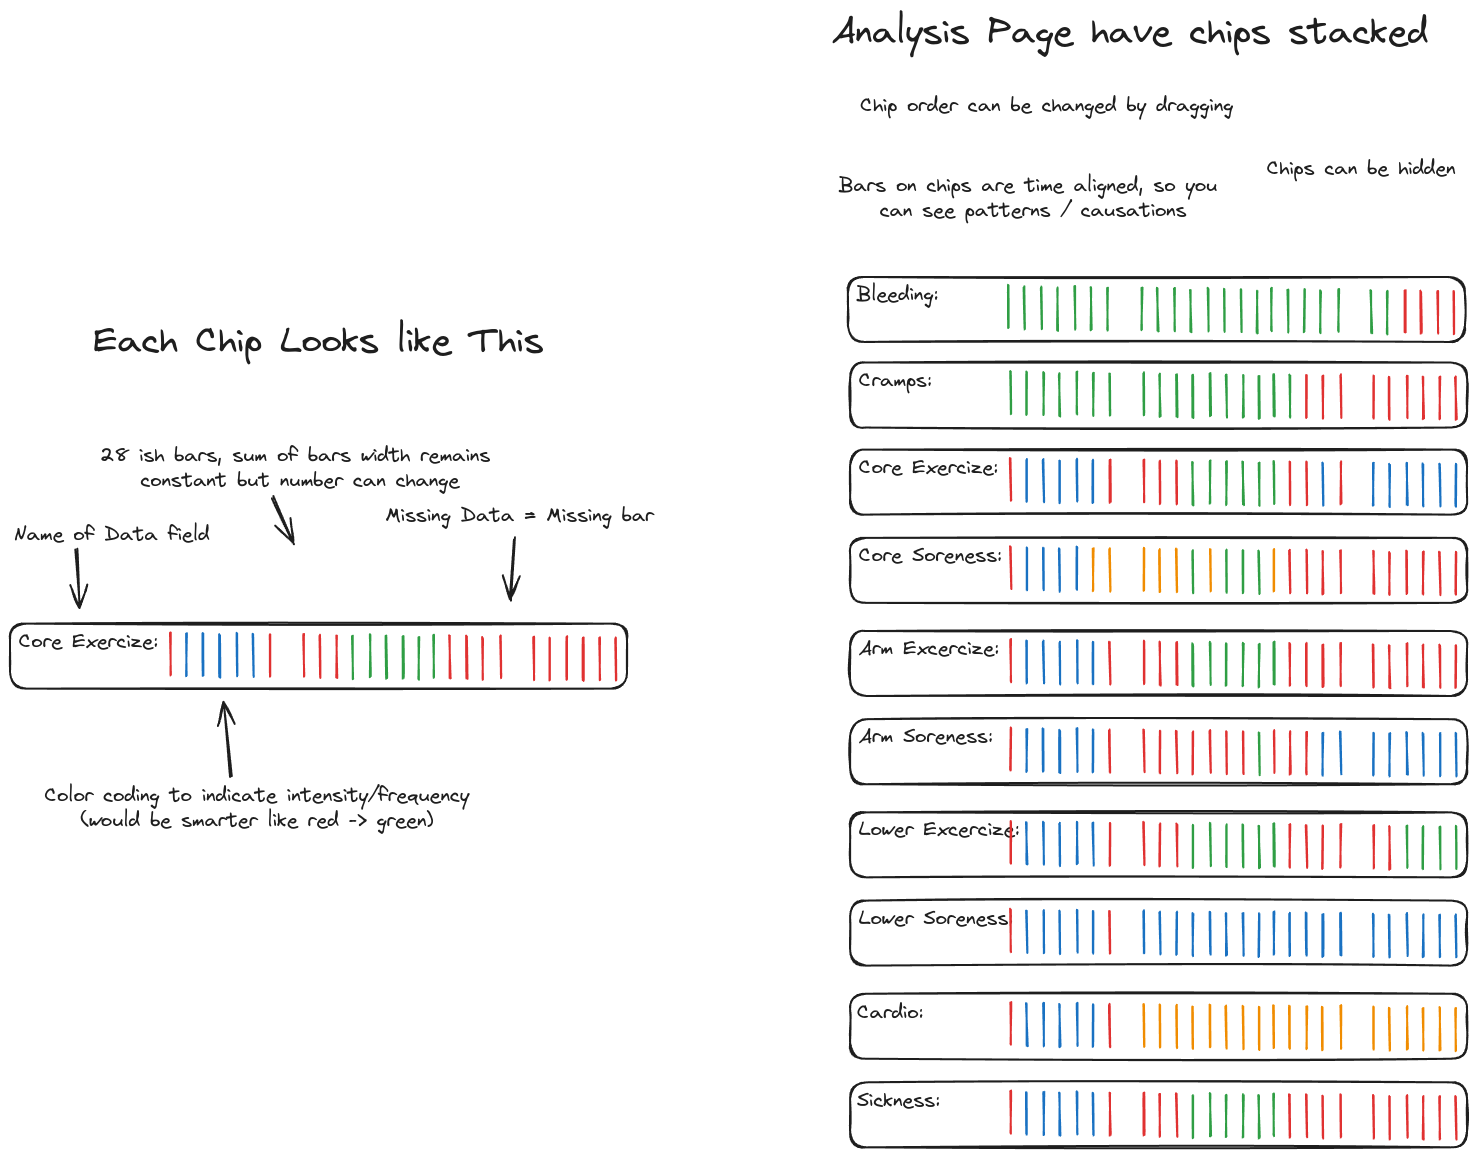 Analysis Page have chips stacked
Chip order can be changed by dragging
Chips can be hidden
Bars on chips are time aligned, so you
can see patterns / causations
Each Chip Looks like This
28 ish bars, sum of bars width remains
constant but number can change
Name of Data field
Missing Data = Missing bar
Core Exercize:
Color coding to indicate intensity/frequency
(would be smarter like red -> green)
Bleeding:
Cramps:
Core Exercize:
Core Soreness:
Arm Excercize:
Arm Soreness:
Lower Excercize:
Lower Soreness
Cardio:
Sickness: